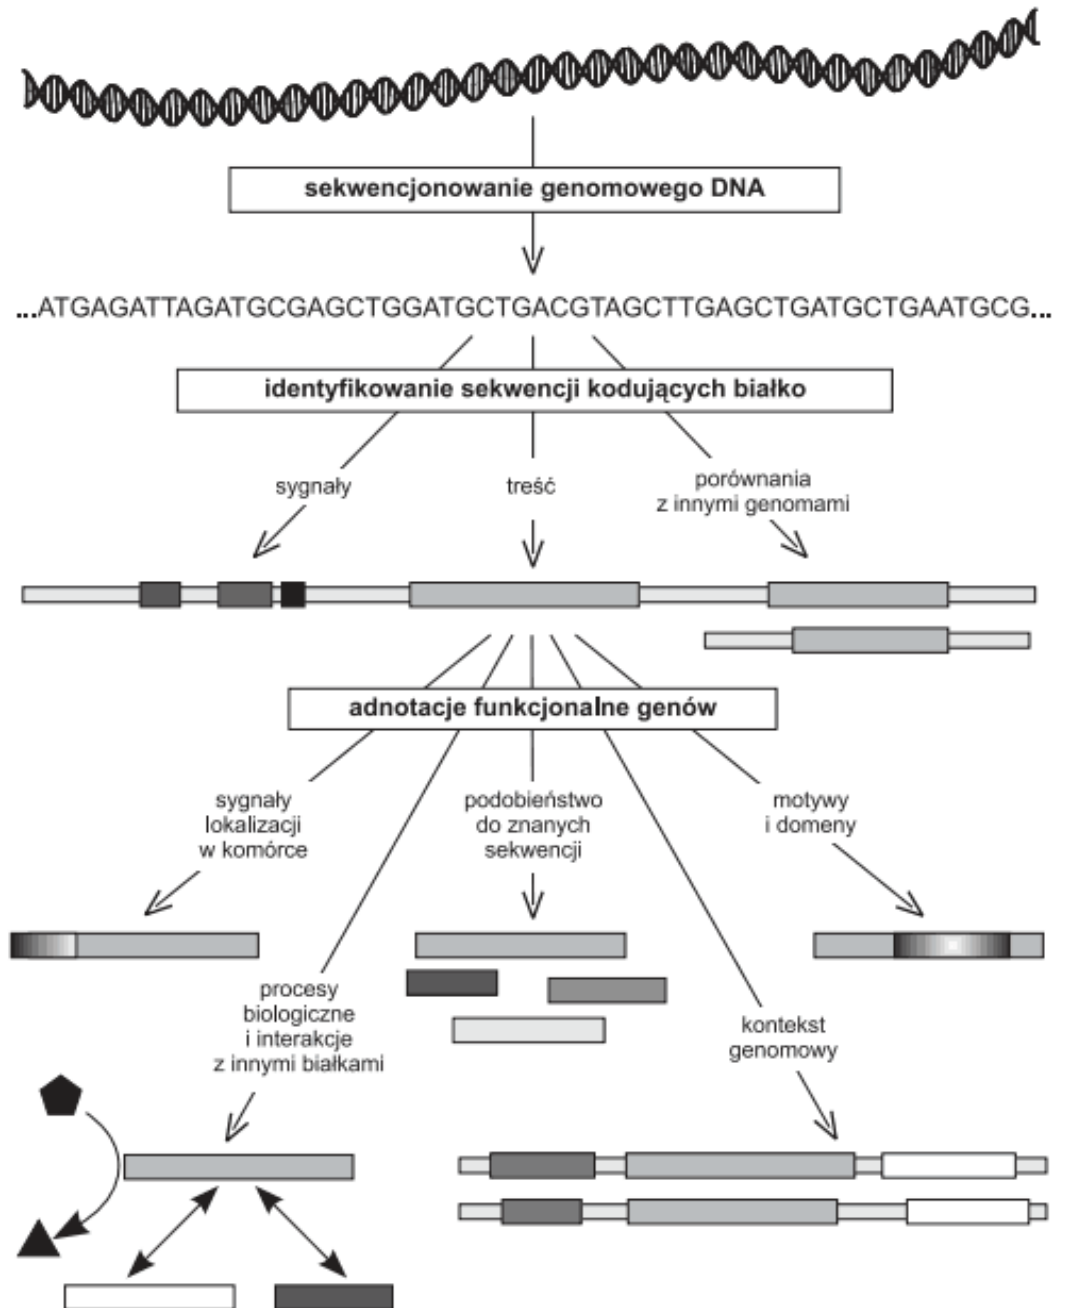 sekwencjonowanie genomowego DNA
...ATGAGATTAGATGCGAGCTGGATGCTGACGTAGCTTGAGCTGATGCTGAATGCG...
identyfikowanie sekwencji kodujących białko
sygnały
treść
porównania
z innymi genomami
adnotacje funkcjonalne genów
sygnały
lokalizacji
w komórce
podobieństwo
do znanych
sekwencji
motywy
i domeny
procesy
biologiczne
i interakcje
z innymi białkami
kontekst
genomowy